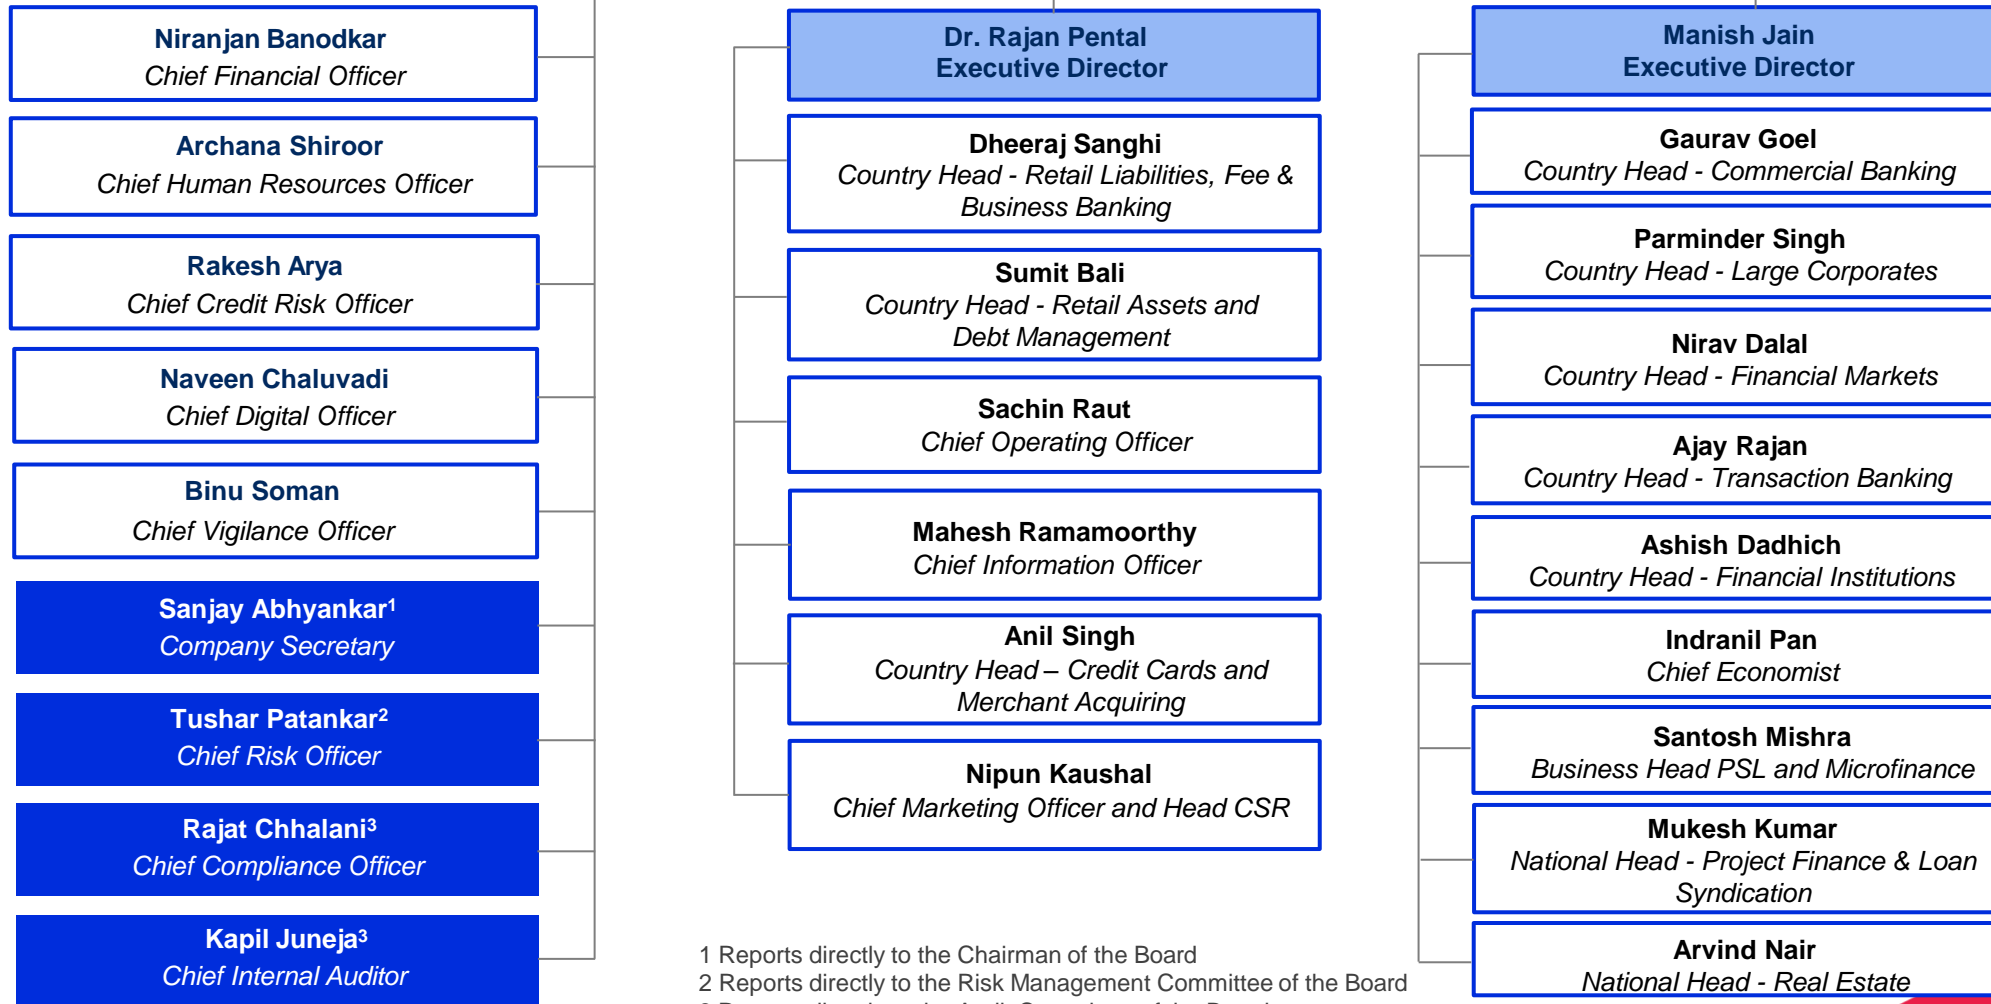 Niranjan Banodkar
Chief Financial Officer
Archana Shiroor
Chief Human Resources Officer
Rakesh Arya
Chief Credit Risk Officer
Naveen Chaluvadi
Chief Digital Officer
Binu Soman
Chief Vigilance Officer
Sanjay Abhyankar1
Company Secretary
Tushar Patankar2
Chief Risk Officer
Rajat Chhalani3
Chief Compliance Officer
Kapil Juneja3
Chief Internal Auditor
Dr. Rajan Pental
Executive Director
Dheeraj Sanghi
Country Head - Retail Liabilities, Fee &
Business Banking
Sumit Bali
Country Head - Retail Assets and
Debt Management
Sachin Raut
Chief Operating Officer
Mahesh Ramamoorthy
Chief Information Officer
Anil Singh
Country Head – Credit Cards and
Merchant Acquiring
Nipun Kaushal
Chief Marketing Officer and Head CSR
Manish Jain
Executive Director
Gaurav Goel
Country Head - Commercial Banking
Parminder Singh
Country Head - Large Corporates
Nirav Dalal
Country Head - Financial Markets
Ajay Rajan
Country Head - Transaction Banking
Ashish Dadhich
Country Head - Financial Institutions
Indranil Pan
Chief Economist
Santosh Mishra
Business Head PSL and Microfinance
Mukesh Kumar
National Head - Project Finance & Loan
Syndication
Arvind Nair
National Head - Real Estate
1 Reports directly to the Chairman of the Board
2 Reports directly to the Risk Management Committee of the Board